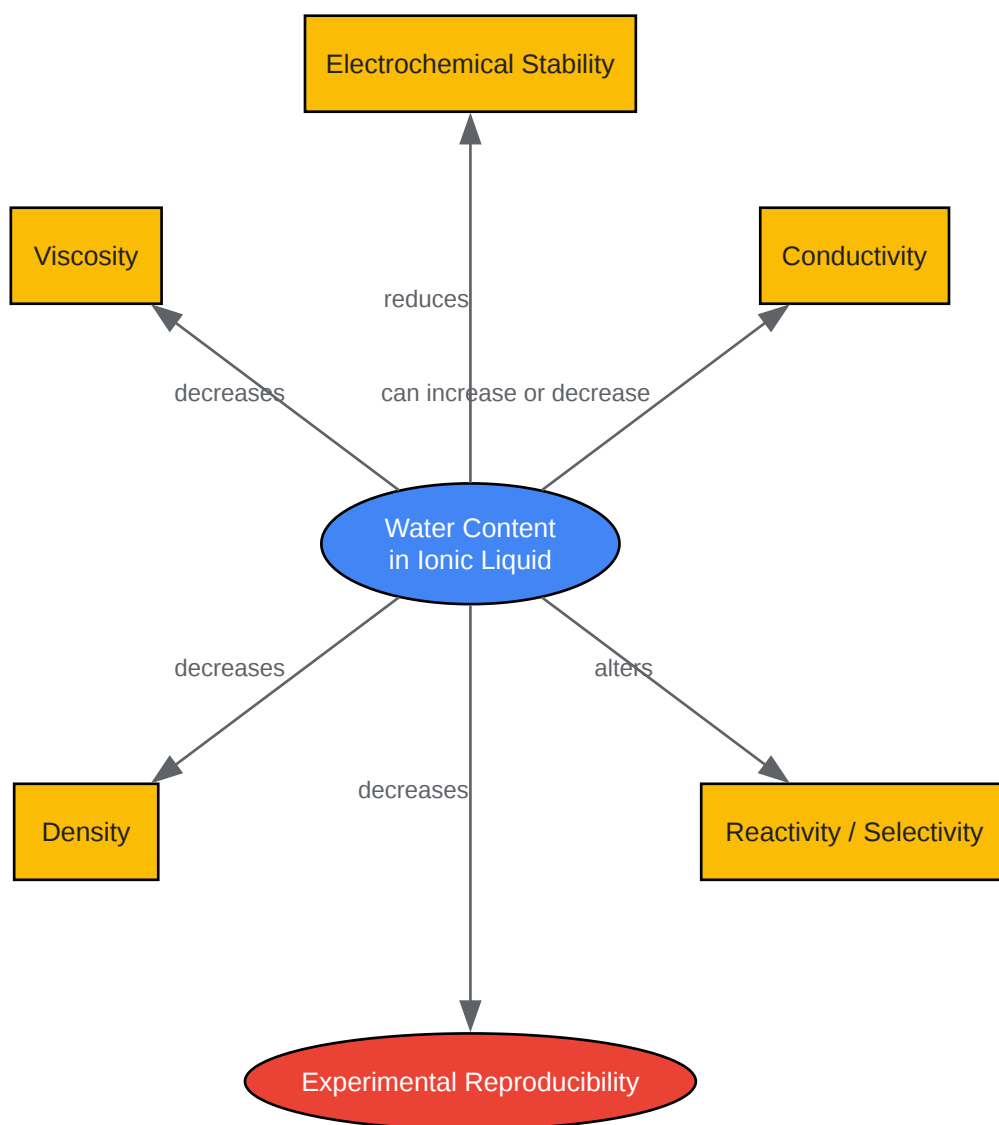 Electrochemical Stability
Viscosity
Conductivity
reduces
decreases
can increase or decrease
Water Content
in Ionic Liquid
decreases
alters
decreases
Density
Reactivity / Selectivity
Experimental Reproducibility